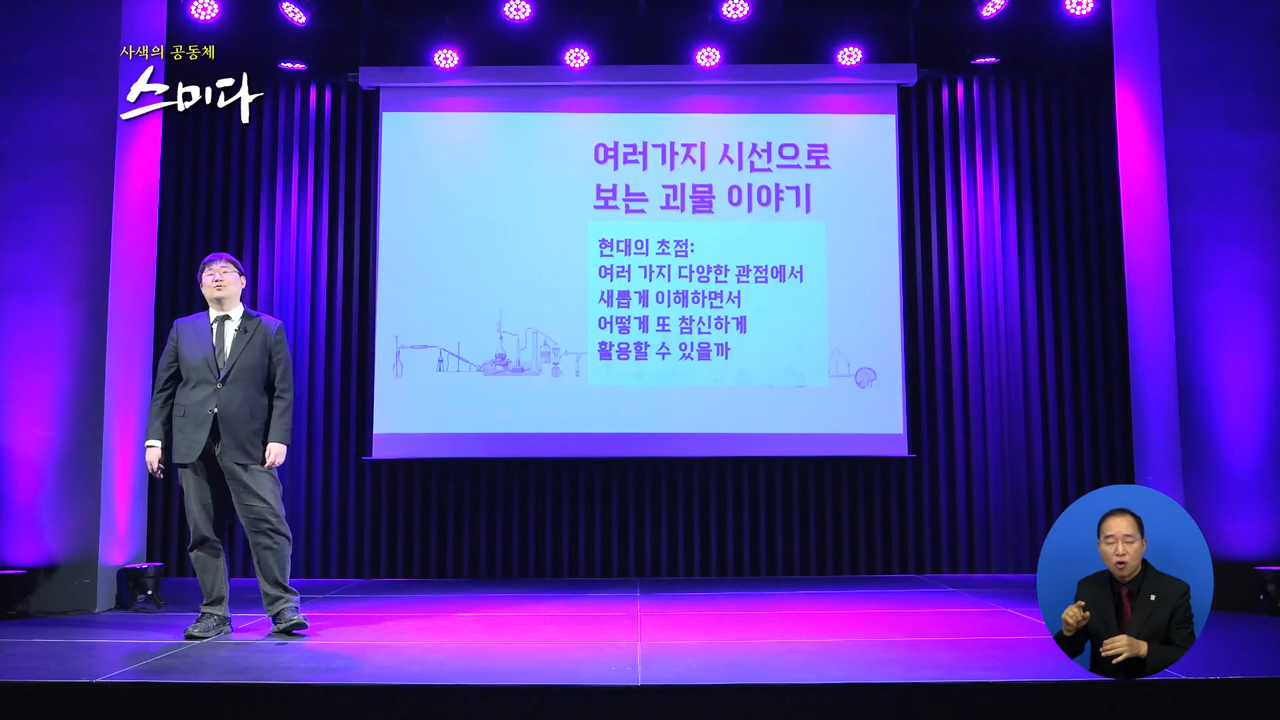 사색의 공동체
스미다
여러가지 시선으로
보는 괴물 이야기
현대의 초점:
여러 가지 다양한 관점에서
새롭게 이해하면서
어떻게 또 참신하게
활용할 수 있을까